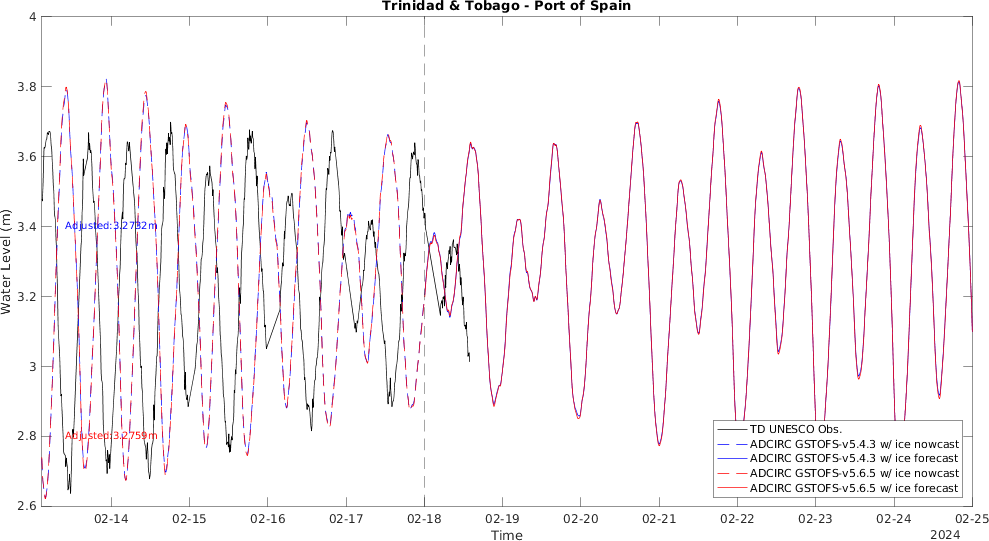 Trinidad & Tobago - Port of Spain
4
3.8
3.6
3.4
3.2
3
2.8
2.6
Water Level (m)
Adjusted:3.2732m
Adjusted:3.2759m
TD UNESCO Obs.
ADCIRC GSTOFS-v5.4.3 w/ ice nowcast
ADCIRC GSTOFS-v5.4.3 w/ ice forecast
ADCIRC GSTOFS-v5.6.5 w/ ice nowcast
ADCIRC GSTOFS-v5.6.5 w/ ice forecast
02-14 02-15 02-16 02-17 02-18 02-19 02-20 02-21 02-22 02-23 02-24 02-25
Time
2024